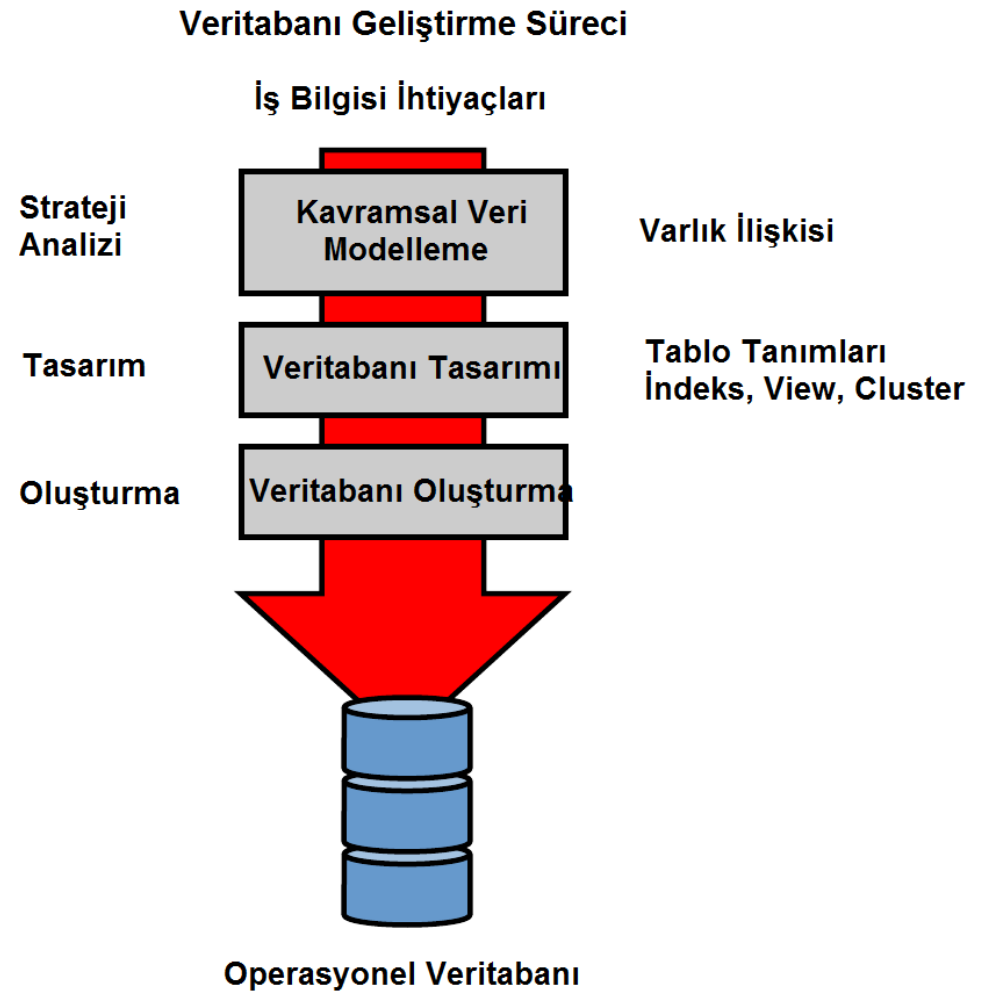 Veritabanı Geliştirme Süreci
İş Bilgisi İhtiyaçları
Strateji
Analizi
Kavramsal Veri
Modelleme
Varlık İlişkisi
Tasarım
Veritabanı Tasarımı
Tablo Tanımları
İndeks, View, Cluster
Oluşturma
Veritabanı Oluşturma
Operasyonel Veritabanı